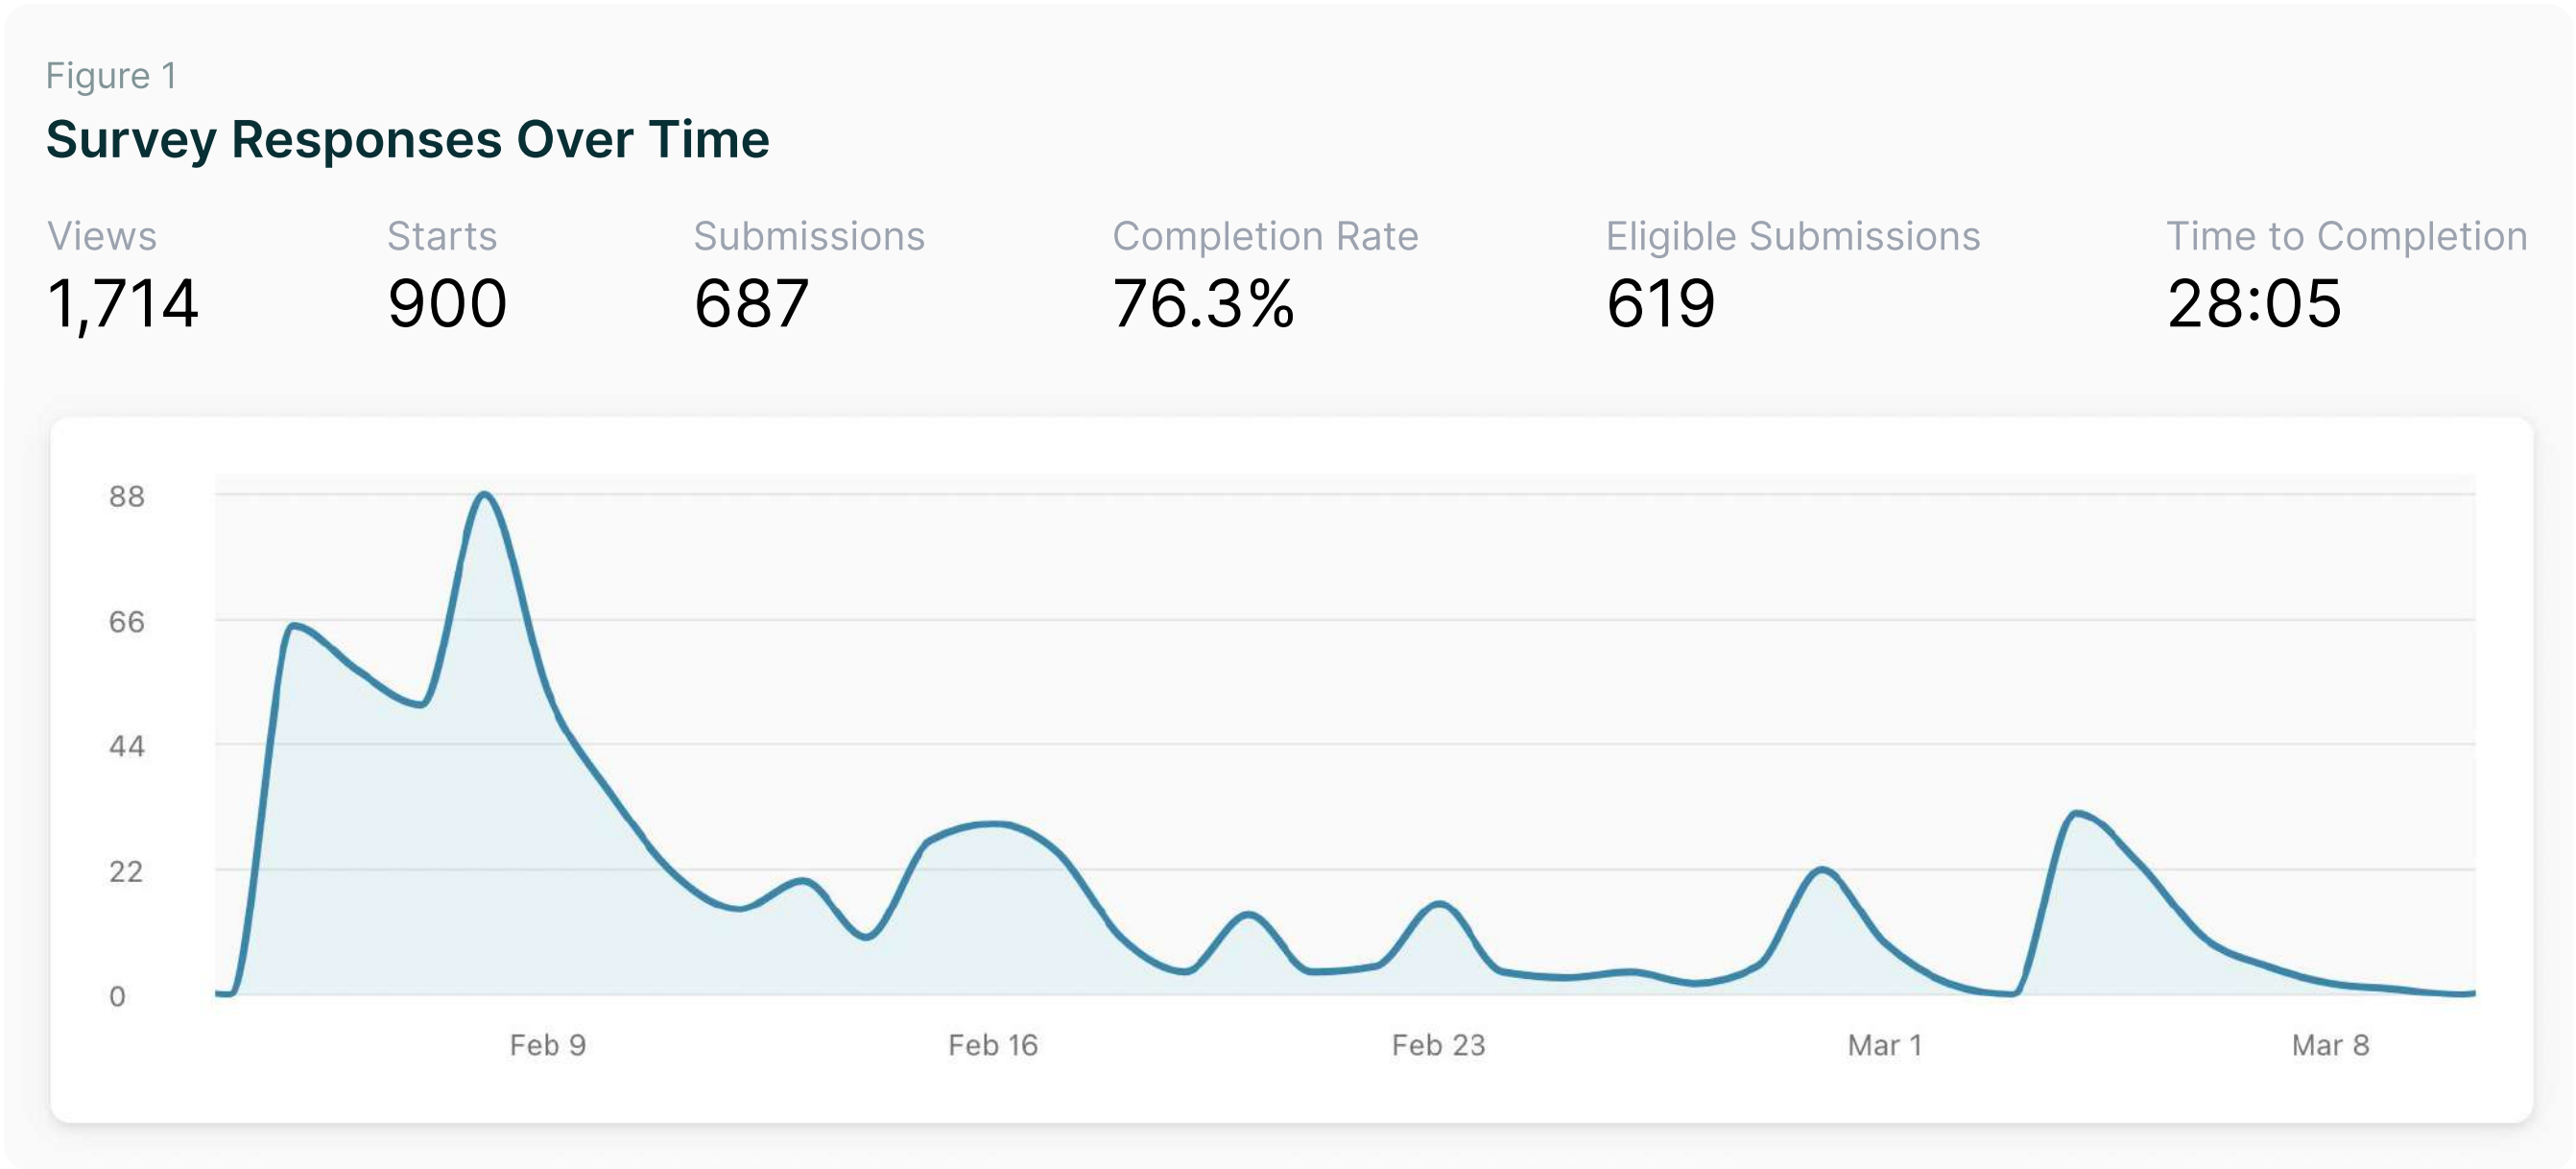 Figure 1
Survey Responses Over Time
Views Starts Submissions Completion Rate Eligible Submissions Time to Completion
1,714 900 687 76.3% 619 28:05
88
66
44
22
0
Feb 9 Feb 16 Feb 23 Mar 1 Mar 8